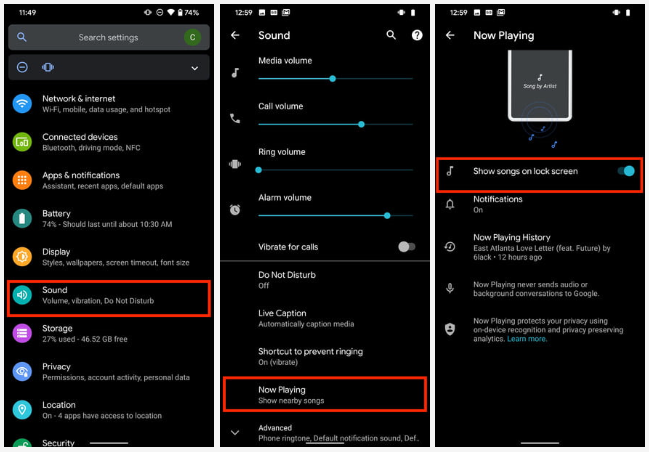 11:49
74%
Search settings
C
Network & internet
Wi-Fi, mobile, data usage, and hotspot
Connected devices
Bluetooth, driving mode, NFC
Apps & notifications
Assistant, recent apps, default apps
Battery
74% - Should last until about 10:30 AM
Display
Styles, wallpapers, screen timeout, font size
Sound
Volume, vibration, Do Not Disturb
Storage
27% used - 46.52 GB free
Privacy
Permissions, account activity, personal data
Location
On - 4 apps have access to location
Security
12:59
Sound
Media volume
Call volume
Ring volume
Alarm volume
Vibrate for calls
Do Not Disturb
Off
Live Caption
Automatically caption media
Shortcut to prevent ringing
On (vibrate)
Now Playing
Show nearby songs
Advanced
Phone ringtone, Default notification sound, Def..
12:59
Now Playing
Song by Artist
Show songs on lock screen
Notifications
On
Now Playing History
East Atlanta Love Letter (feat. Future) by
6lack • 12 hours ago
Now Playing never sends audio or
background conversations to Google.
Now Playing protects your privacy using
on-device recognition and privacy preserving
analytics. Learn more.